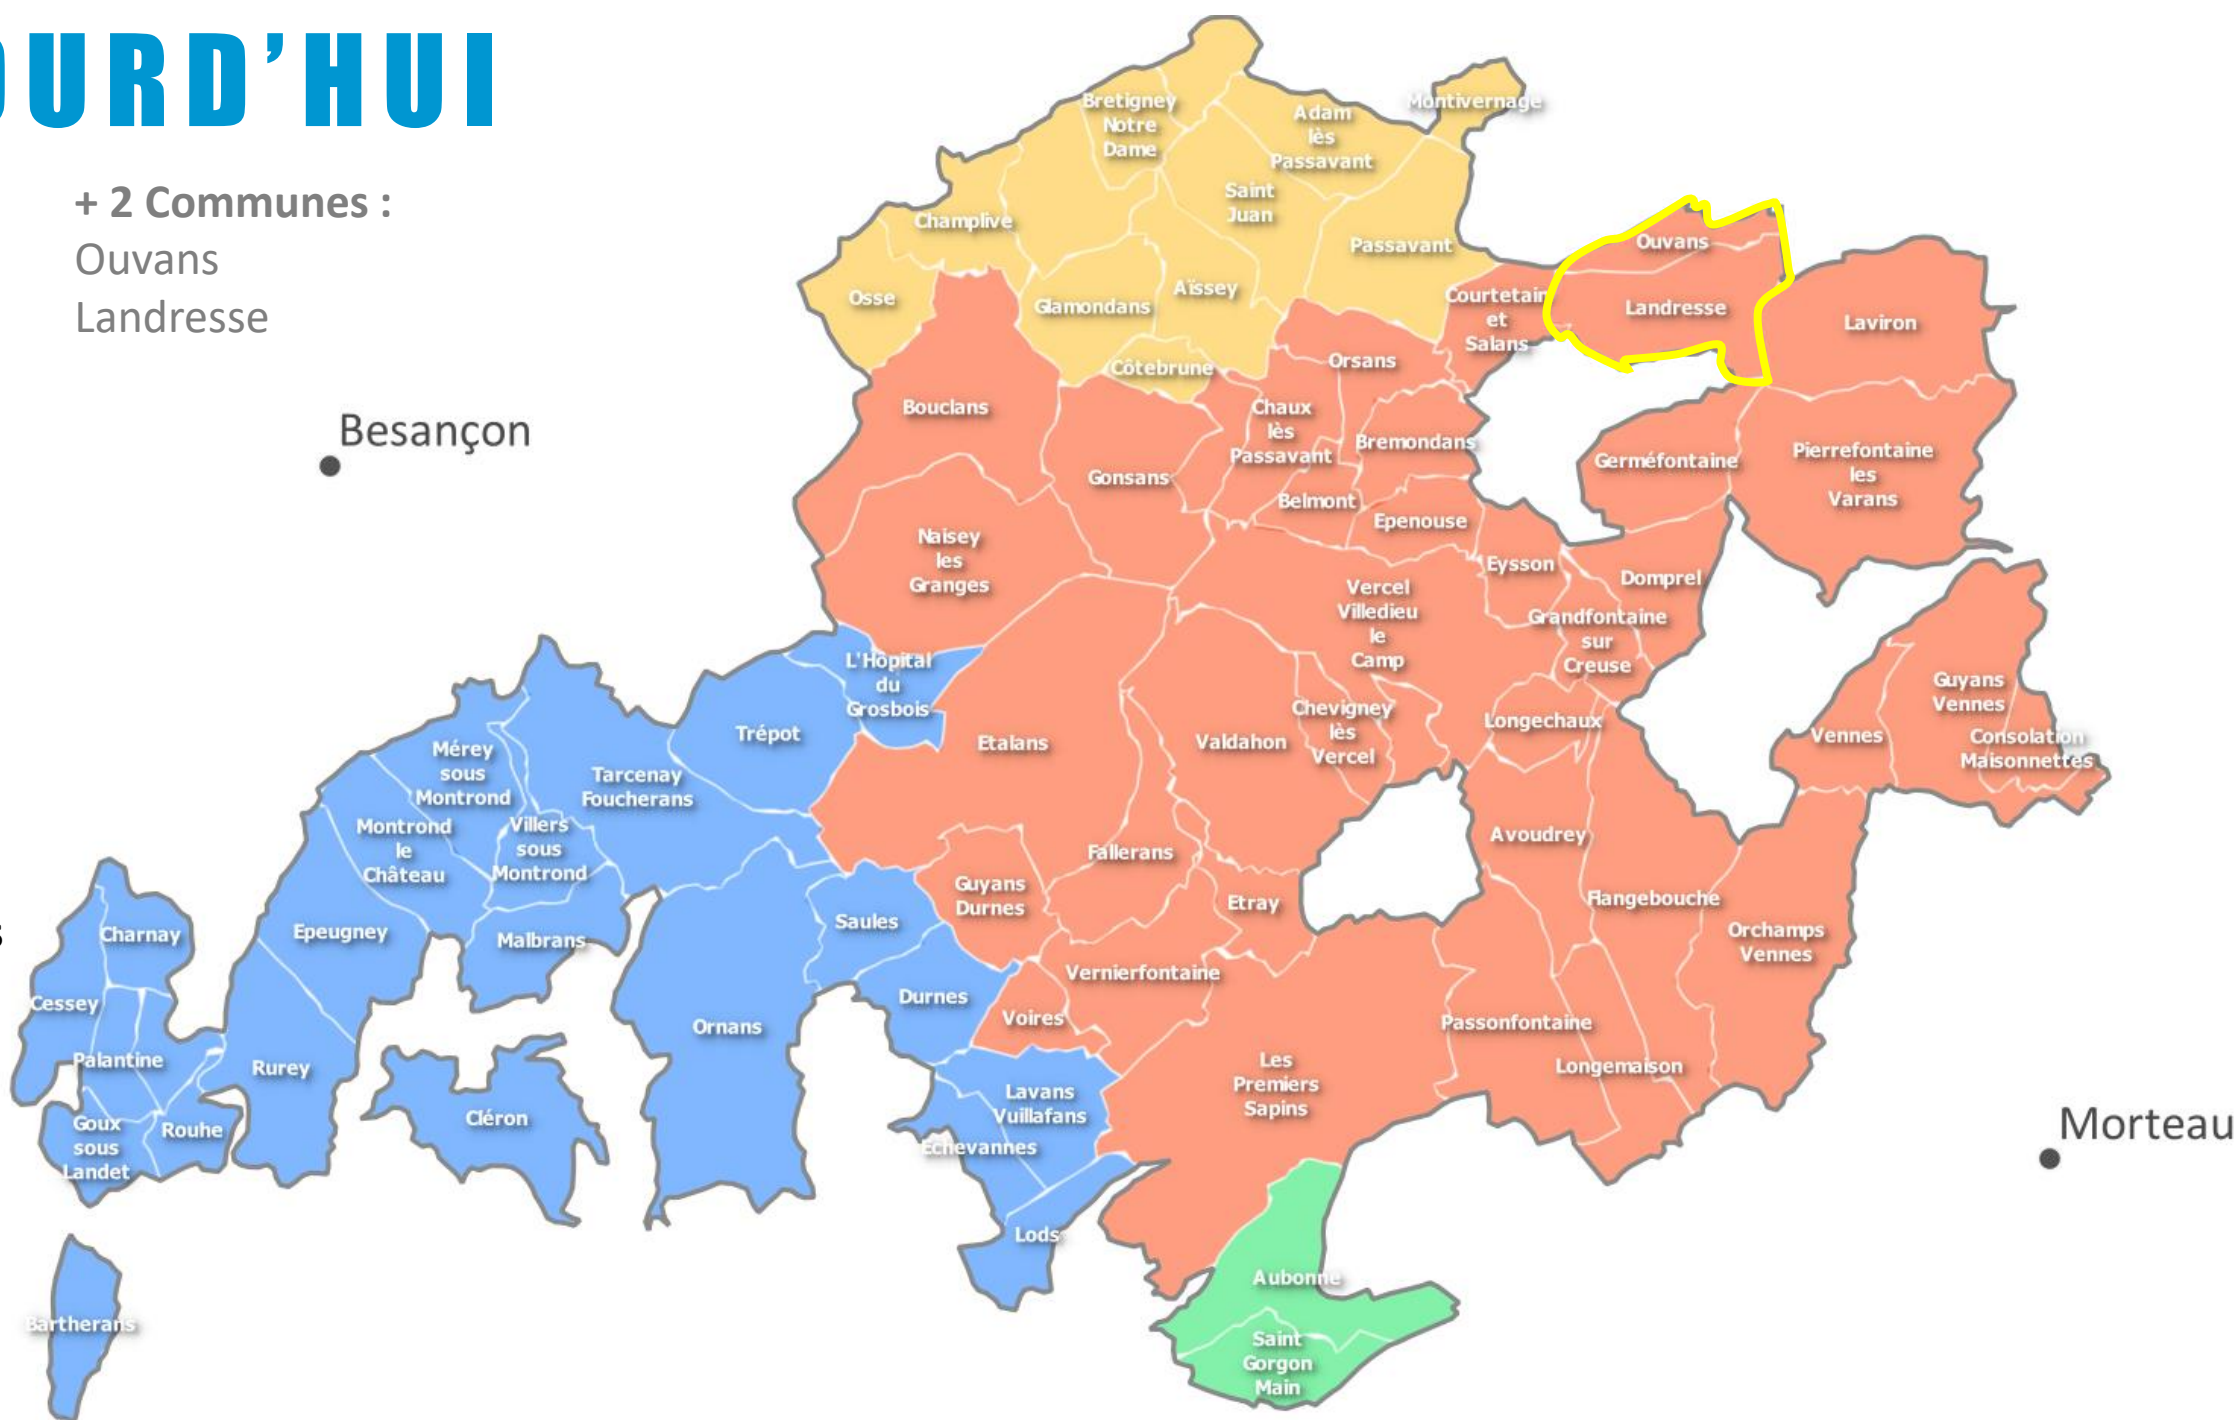 OURD’HUI
+ 2 Communes :
Ouvans
Landresse
Besançon
Morteau
Bretigney
Notre
Dame
Adam
lès
Passavant
Montivernage
Saint
Juan
Champlive
Passavant
Osse
Glamondans
Aïssey
Côtebrune
Ouvans
Landresse
Courtetain
et
Salans
Laviron
Orsans
Bouclans
Chaux
lès
Passavant
Bremondans
Gonsans
Belmont
Epenouse
Germéfontaine
Pierrefontaine
les
Varans
Naisey
les
Granges
Eysson
Domprel
Vercel
Villedieu
le
Camp
Grandfontaine
sur
Creuse
L'Hôpital
du
Grosbois
Guyans
Vennes
Vennes
Consolation
Maisonnettes
Trépot
Etalans
Valdahon
Chevigney
lès
Vercel
Longechaux
Mérey
sous
Montrond
Tarcenay
Foucherans
Montrond
le
Château
Villers
sous
Montrond
Avoudrey
Fallerans
Guyans
Durnes
Etray
Flangebouche
Orchamps
Vennes
Saules
Charnay
Epeugney
Malbrans
Cessey
Durnes
Vernierfontaine
Voires
Ornans
Passonfontaine
Palantine
Rurey
Longemaison
Les
Premiers
Sapins
Lavans
Vuillafans
Cléron
Goux
sous
Landet
Rouhe
Echevannes
Lods
Aubonne
Bartherans
Saint
Gorgon
Main
s